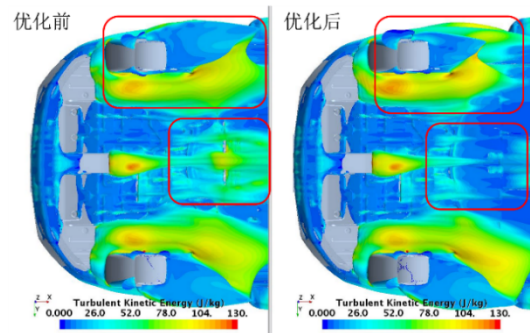 优化前
优化后
Z X
Y
Turbulent Kinetic Energy (J/kg)
0.000 26.0 52.0 78.0 104. 130.
Z X
Y
Turbulent Kinetic Energy (J/kg)
0.000 26.0 52.0 78.0 104. 130.